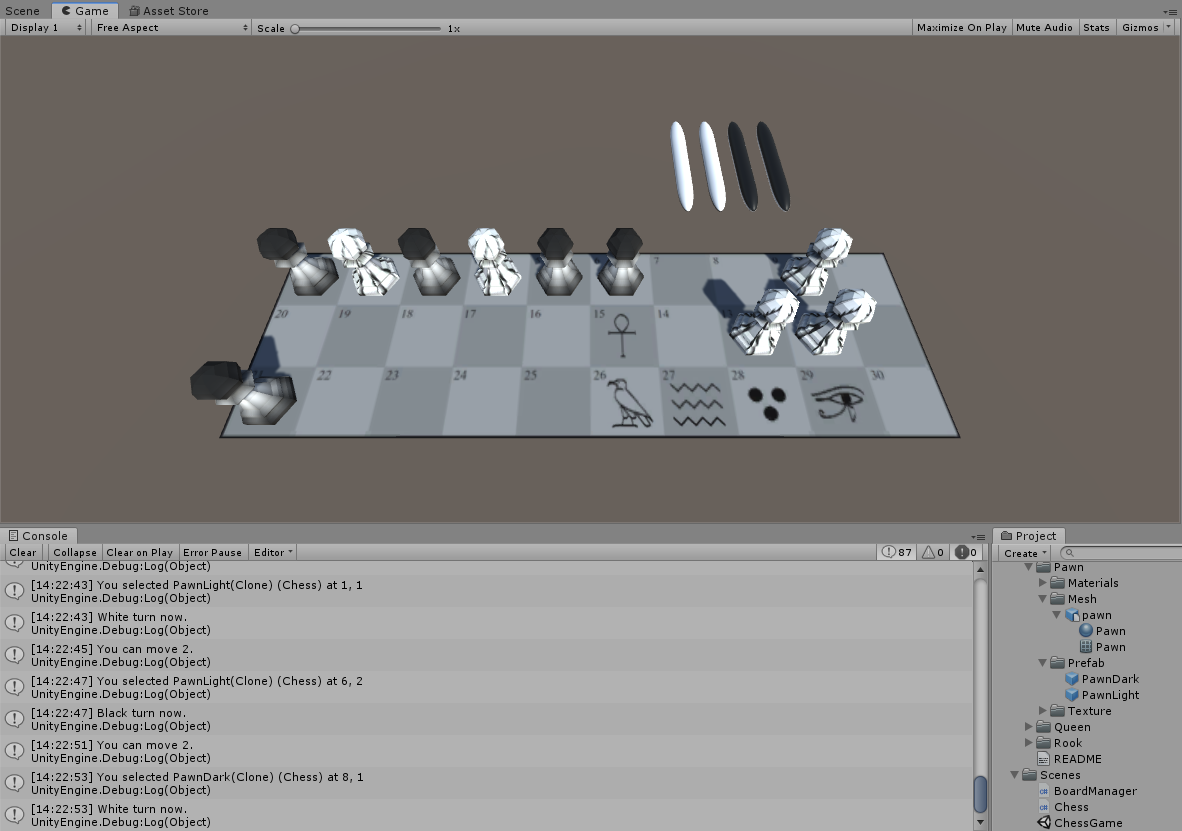 Scene Game Asset Store
Display 1 Free Aspect Scale 1x Maximize On Play Mute Audio Stats Gizmos
7 8
20 19 18 17 16 15 14
21 22 23 24 25 26 27 28 29 30
Console
Clear Collapse Clear on Play Error Pause Editor 87 0 0
UnityEngine.Debug:Log(Object)
[14:22:43] You selected PawnLight(Clone) (Chess) at 1, 1
UnityEngine.Debug:Log(Object)
[14:22:43] White turn now.
UnityEngine.Debug:Log(Object)
[14:22:45] You can move 2.
UnityEngine.Debug:Log(Object)
[14:22:47] You selected PawnLight(Clone) (Chess) at 6, 2
UnityEngine.Debug:Log(Object)
[14:22:47] Black turn now.
UnityEngine.Debug:Log(Object)
[14:22:51] You can move 2.
UnityEngine.Debug:Log(Object)
[14:22:53] You selected PawnDark(Clone) (Chess) at 8, 1
UnityEngine.Debug:Log(Object)
[14:22:53] White turn now.
UnityEngine.Debug:Log(Object)
Project
Create
Pawn
Materials
Mesh
pawn
Pawn
Pawn
Prefab
PawnDark
PawnLight
Texture
Queen
Rook
README
Scenes
BoardManager
Chess
ChessGame